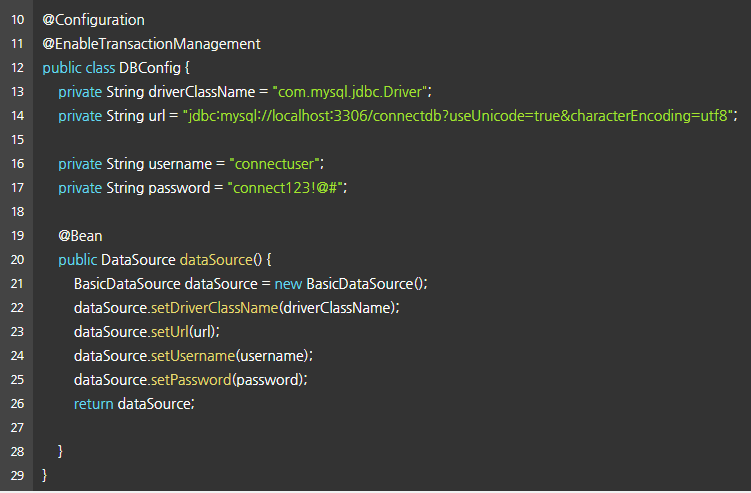 10 @Configuration
11 @EnableTransactionManagement
12 public class DBConfig {
13 private String driverClassName = "com.mysql.jdbc.Driver";
14 private String url = "jdbc:mysql://localhost:3306/connectdb?useUnicode=true&characterEncoding=utf8";
15
16 private String username = "connectuser";
17 private String password = "connect123!@#";
18
19 @Bean
20 public DataSource dataSource() {
21 BasicDataSource dataSource = new BasicDataSource();
22 dataSource.setDriverClassName(driverClassName);
23 dataSource.setUrl(url);
24 dataSource.setUsername(username);
25 dataSource.setPassword(password);
26 return dataSource;
27
28 }
29 }